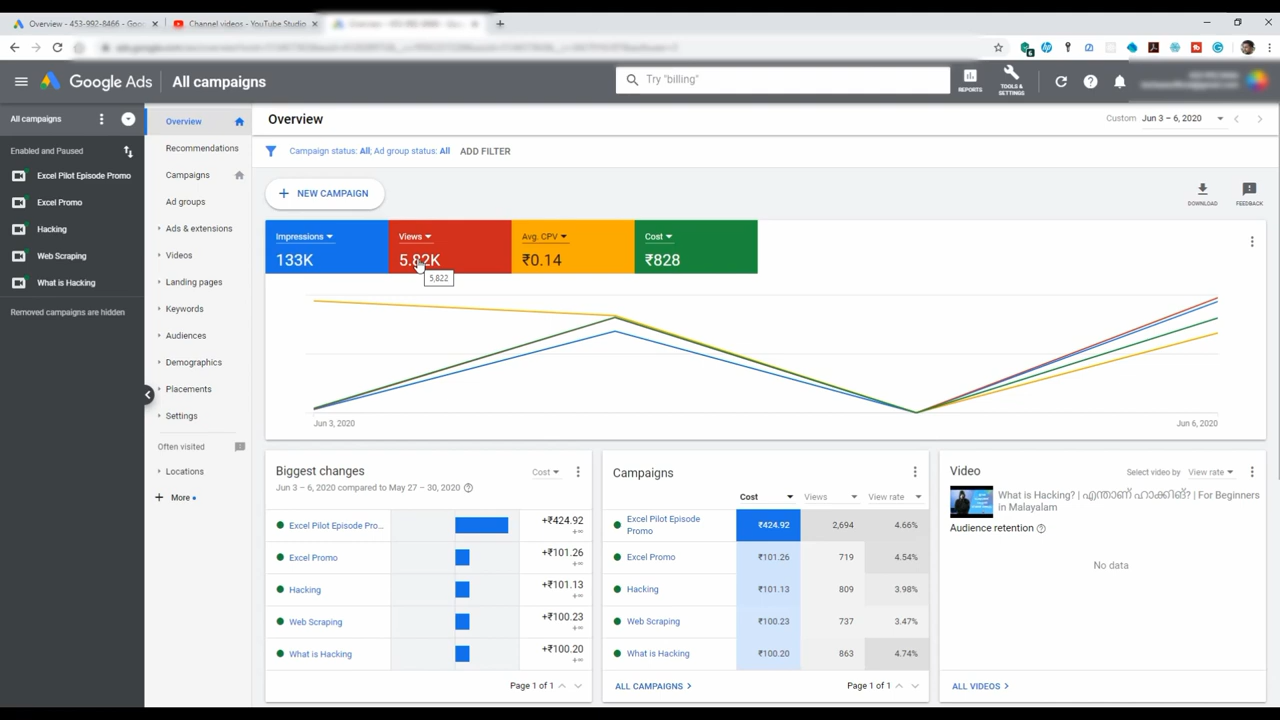 Overview - 453-992-8466 - Goo
Channel videos - YouTube Studio
Google Ads
All campaigns
Try "billing"
REPORTS
TOOLS &
SETTINGS
All campaigns
Enabled and Paused
Excel Pilot Episode Promo
Excel Promo
Hacking
Web Scraping
What is Hacking
Removed campaigns are hidden
Overview
Recommendations
Campaigns
Ad groups
Ads & extensions
Videos
Landing pages
Keywords
Audiences
Demographics
Placements
Settings
Often visited
Locations
More
Overview
Custom Jun 3 – 6, 2020
Campaign status: All; Ad group status: All ADD FILTER
NEW CAMPAIGN
DOWNLOAD
FEEDBACK
Impressions
133K
Views
5.82K
5,822
Avg. CPV
₹0.14
Cost
₹828
Jun 3, 2020
Jun 6, 2020
Biggest changes
Cost
Jun 3 – 6, 2020 compared to May 27 – 30, 2020
Excel Pilot Episode Pro... +₹424.92
+∞
Excel Promo +₹101.26
+∞
Hacking +₹101.13
+∞
Web Scraping +₹100.23
+∞
What is Hacking +₹100.20
+∞
Page 1 of 1
Campaigns
Cost Views View rate
Excel Pilot Episode
Promo ₹424.92 2,694 4.66%
Excel Promo ₹101.26 719 4.54%
Hacking ₹101.13 809 3.98%
Web Scraping ₹100.23 737 3.47%
What is Hacking ₹100.20 863 4.74%
ALL CAMPAIGNS
Page 1 of 1
Video
Select video by View rate
What is Hacking? | എന്താണ് ഹാക്കിങ്? | For Beginners
in Malayalam
Audience retention
No data
ALL VIDEOS